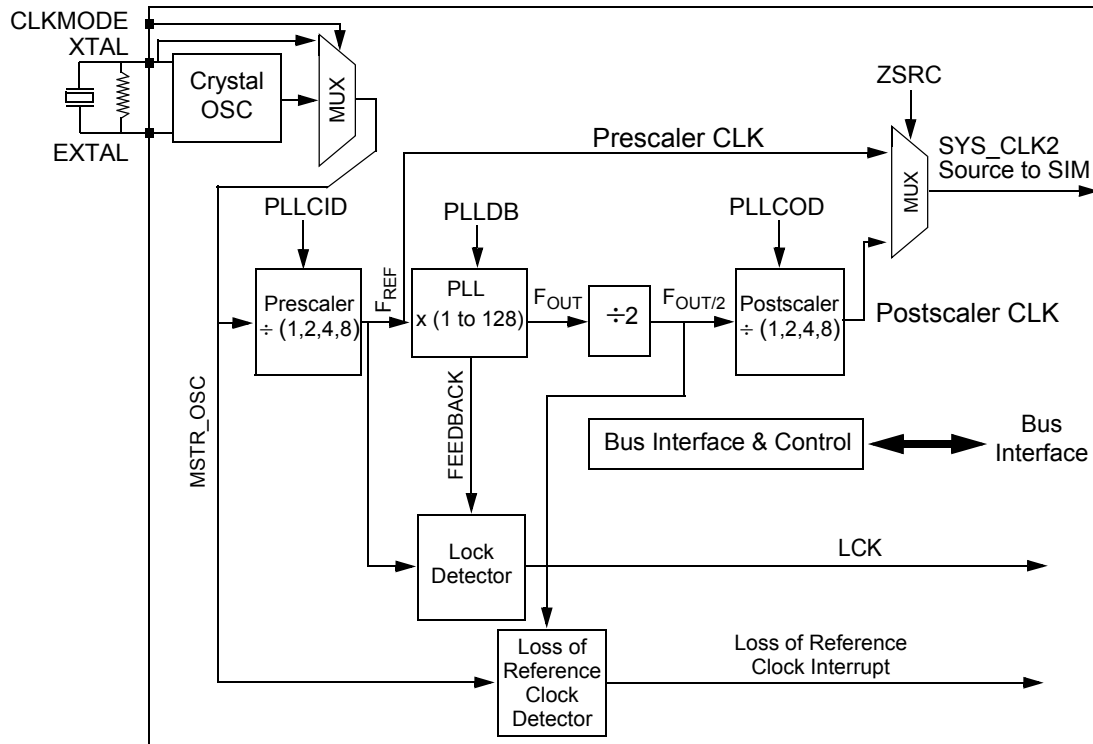 CLKMODE
XTAL
EXTAL
Crystal
OSC
MUX
ZSRC
Prescaler CLK
MUX
SYS_CLK2
Source to SIM
PLLCID
PLLDB
PLLCOD
Prescaler
÷ (1,2,4,8)
FREF
PLL
x (1 to 128)
FOUT
÷2
FOUT/2
Postscaler
÷ (1,2,4,8)
Postscaler CLK
MSTR_OSC
FEEDBACK
Bus Interface & Control
Bus
Interface
Lock
Detector
LCK
Loss of
Reference
Clock
Detector
Loss of Reference
Clock Interrupt